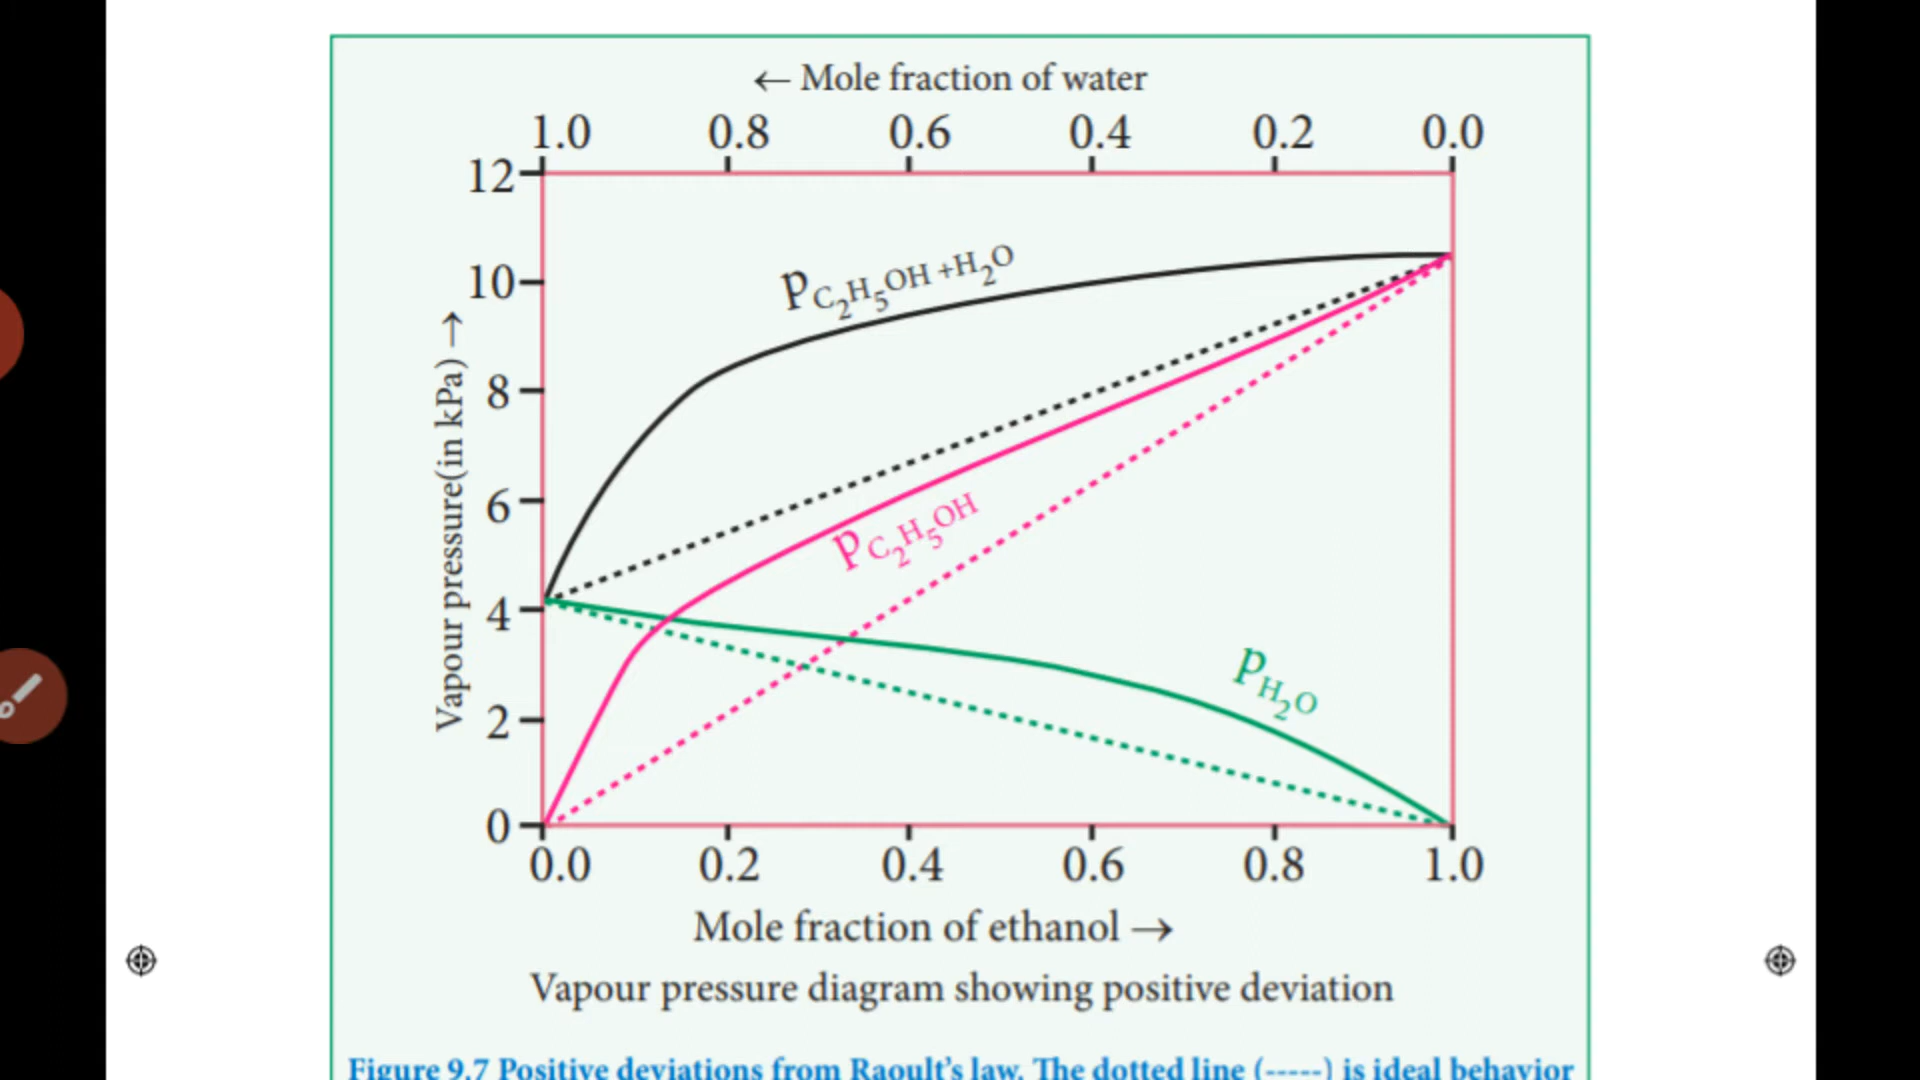 ← Mole fraction of water
1.0 0.8 0.6 0.4 0.2 0.0
12
10
8
6
4
2
0
Vapour pressure(in kPa) →
p C₂H₅OH +H₂O
p C₂H₅OH
p H₂O
0.0 0.2 0.4 0.6 0.8 1.0
Mole fraction of ethanol →
Vapour pressure diagram showing positive deviation
Figure 9.7 Positive deviations from Raoult's law. The dotted line (-----) is ideal behavior